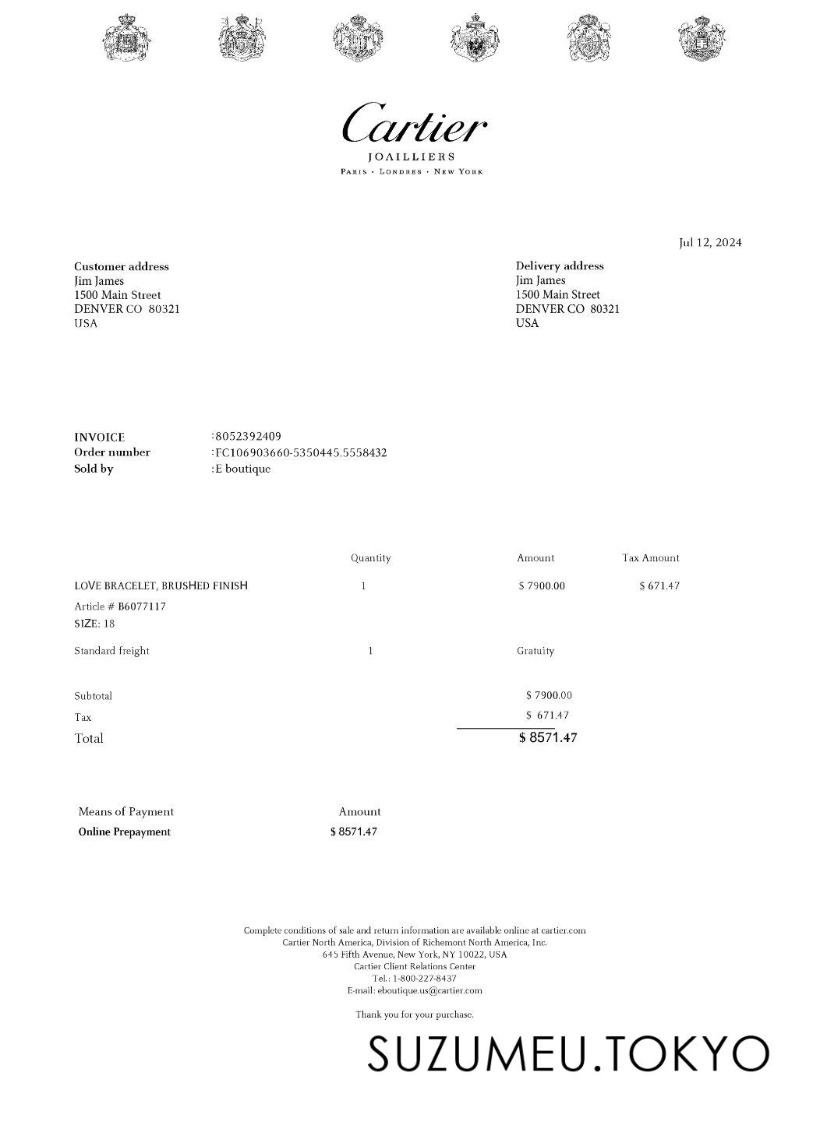 Cartier
JOAILLIERS
PARIS · LONDRES · NEW YORK
Jul 12, 2024
Customer address
Jim James
1500 Main Street
DENVER CO 80321
USA
Delivery address
Jim James
1500 Main Street
DENVER CO 80321
USA
INVOICE :8052392409
Order number :FC106903660-5350445.5558432
Sold by :E boutique
Quantity Amount Tax Amount
LOVE BRACELET, BRUSHED FINISH 1 $ 7900.00 $ 671.47
Article # B6077117
SIZE: 18
Standard freight 1 Gratuity
Subtotal $ 7900.00
Tax $ 671.47
Total $ 8571.47
Means of Payment Amount
Online Prepayment $ 8571.47
Complete conditions of sale and return information are available online at cartier.com
Cartier North America, Division of Richemont North America, Inc.
645 Fifth Avenue, New York, NY 10022, USA
Cartier Client Relations Center
Tel.: 1-800-227-8437
E-mail: eboutique.us@cartier.com
Thank you for your purchase.
SUZUMEU.TOKYO